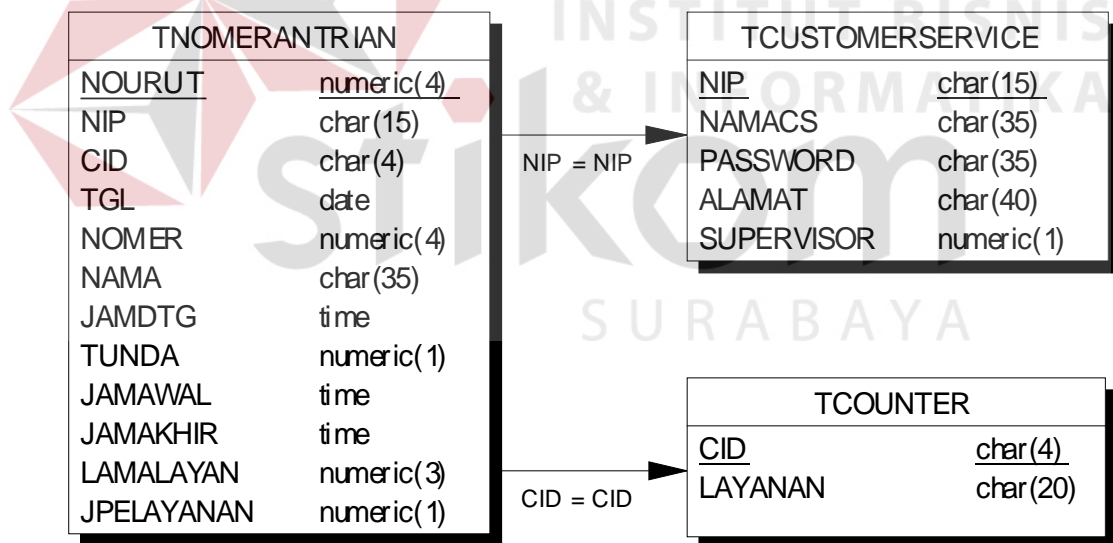 INSTITUT BISNIS
& INFORMATIKA
stikom
SURABAYA
TNOMERANTRIAN
NOURUT numeric(4)
NIP char(15)
CID char(4)
TGL date
NOMER numeric(4)
NAMA char(35)
JAMDTG time
TUNDA numeric(1)
JAMAWAL time
JAMAKHIR time
LAMALAYAN numeric(3)
JPELAYANAN numeric(1)
NIP = NIP
CID = CID
TCUSTOMERSERVICE
NIP char(15)
NAMACS char(35)
PASSWORD char(35)
ALAMAT char(40)
SUPERVISOR numeric(1)
TCOUNTER
CID char(4)
LAYANAN char(20)